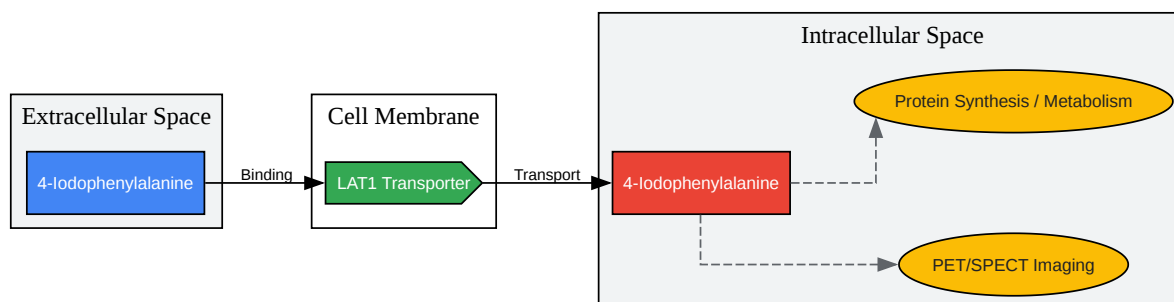 Intracellular Space
Protein Synthesis / Metabolism
Extracellular Space
Cell Membrane
4-Iodophenylalanine
Binding
LAT1 Transporter
Transport
4-Iodophenylalanine
PET/SPECT Imaging